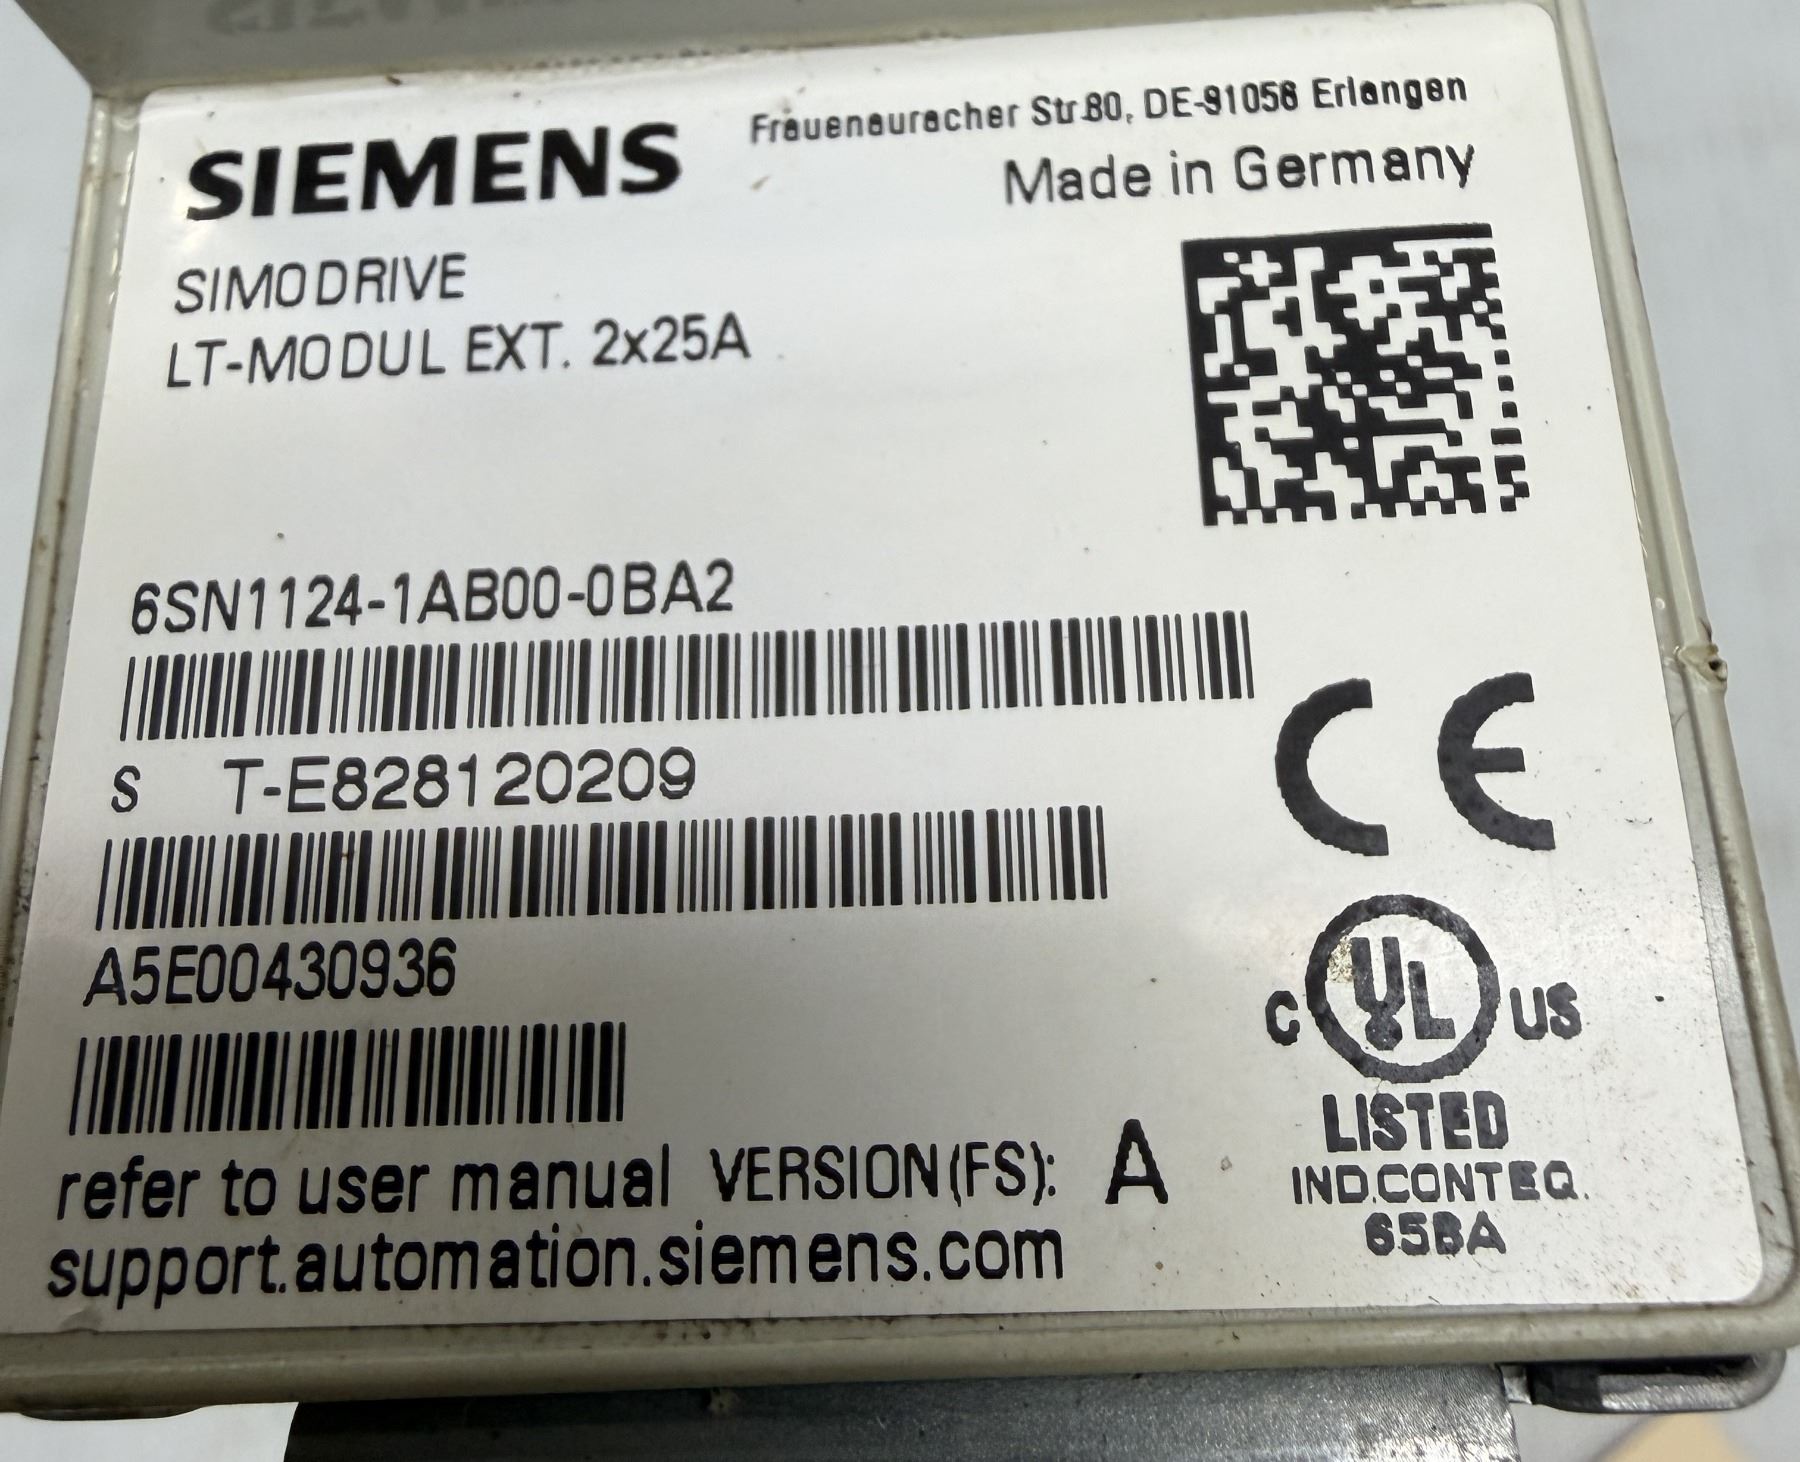 SIEMENS
Frauenauracher Str.80, DE-91056 Erlangen
Made in Germany
SIMODRIVE
LT-MODUL EXT. 2x25A
6SN1124-1AB00-0BA2
S T-E828120209
A5E00430936
refer to user manual VERSION(FS): A
support.automation.siemens.com
CE
C UL US
LISTED
IND.CONT EQ.
65BA